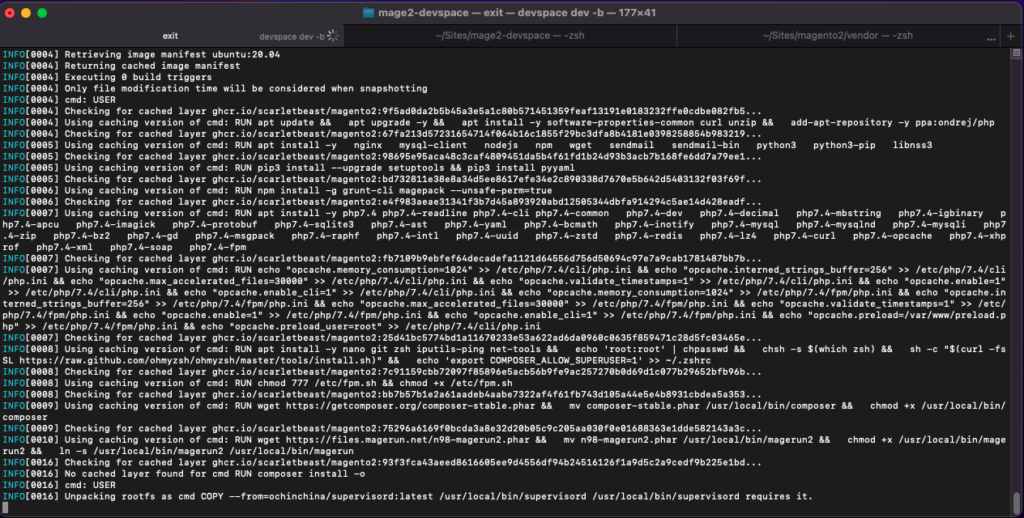 mage2-devspace — exit — devspace dev -b — 177×41
exit
devspace dev -b
~/Sites/mage2-devspace — -zsh
~/Sites/magento2/vendor — -zsh
...
+
INFO[0004] Retrieving image manifest ubuntu:20.04
INFO[0004] Returning cached image manifest
INFO[0004] Executing 0 build triggers
INFO[0004] Only file modification time will be considered when snapshotting
INFO[0004] cmd: USER
INFO[0004] Checking for cached layer ghcr.io/scarletbeast/magento2:9f5ad0da2b5b45a3e5a1c80b571451359feaf13191e0183232ffe0cdbe082fb5...
INFO[0004] Using caching version of cmd: RUN apt update && apt upgrade -y && apt install -y software-properties-common curl unzip && add-apt-repository -y ppa:ondrej/php
INFO[0004] Checking for cached layer ghcr.io/scarletbeast/magento2:67fa213d57231654714f064b16c1855f29bc3dfa8b4181e0398258854b983219...
INFO[0005] Using caching version of cmd: RUN apt install -y nginx mysql-client nodejs npm wget sendmail sendmail-bin python3 python3-pip libnss3
INFO[0005] Checking for cached layer ghcr.io/scarletbeast/magento2:98695e95aca48c3caf4809451da5b4f61fd1b24d93b3acb7b168fe6dd7a79ee1...
INFO[0005] Using caching version of cmd: RUN pip3 install --upgrade setuptools && pip3 install pyyaml
INFO[0005] Checking for cached layer ghcr.io/scarletbeast/magento2:bd732811e38e8a34d5ee8617efe34e2c890338d7670e5b642d5403132f03f69f...
INFO[0006] Using caching version of cmd: RUN npm install -g grunt-cli magepack --unsafe-perm=true
INFO[0006] Checking for cached layer ghcr.io/scarletbeast/magento2:e4f983aeae31341f3b7d45a893920abd12505344dbfa914294c5ae14d428eadf...
INFO[0007] Using caching version of cmd: RUN apt install -y php7.4 php7.4-readline php7.4-cli php7.4-common php7.4-dev php7.4-decimal php7.4-mbstring php7.4-igbinary p
hp7.4-apcu php7.4-imagick php7.4-protobuf php7.4-sqlite3 php7.4-ast php7.4-yaml php7.4-bcmath php7.4-inotify php7.4-mysql php7.4-mysqlnd php7.4-mysqli php7
.4-zip php7.4-bz2 php7.4-gd php7.4-msgpack php7.4-raphf php7.4-intl php7.4-uuid php7.4-zstd php7.4-redis php7.4-lz4 php7.4-curl php7.4-opcache php7.4-xhp
rof php7.4-xml php7.4-soap php7.4-fpm
INFO[0007] Checking for cached layer ghcr.io/scarletbeast/magento2:fb7109b9ebfef64decadefa1121d64556d756d50694c97e7a9cab1781487bb7b...
INFO[0007] Using caching version of cmd: RUN echo "opcache.memory_consumption=1024" >> /etc/php/7.4/cli/php.ini && echo "opcache.interned_strings_buffer=256" >> /etc/php/7.4/cli
/php.ini && echo "opcache.max_accelerated_files=30000" >> /etc/php/7.4/cli/php.ini && echo "opcache.validate_timestamps=1" >> /etc/php/7.4/cli/php.ini && echo "opcache.enable=1"
>> /etc/php/7.4/cli/php.ini && echo "opcache.enable_cli=1" >> /etc/php/7.4/cli/php.ini && echo "opcache.memory_consumption=1024" >> /etc/php/7.4/fpm/php.ini && echo "opcache.in
terned_strings_buffer=256" >> /etc/php/7.4/fpm/php.ini && echo "opcache.max_accelerated_files=30000" >> /etc/php/7.4/fpm/php.ini && echo "opcache.validate_timestamps=1" >> /etc/
php/7.4/fpm/php.ini && echo "opcache.enable=1" >> /etc/php/7.4/fpm/php.ini && echo "opcache.enable_cli=1" >> /etc/php/7.4/fpm/php.ini && echo "opcache.preload=/var/www/preload.p
hp" >> /etc/php/7.4/fpm/php.ini && echo "opcache.preload_user=root" >> /etc/php/7.4/cli/php.ini
INFO[0007] Checking for cached layer ghcr.io/scarletbeast/magento2:25d41bc5774bd1a11670233e53a622ad6da0960c0635f859471c28d5fc03465e...
INFO[0008] Using caching version of cmd: RUN apt install -y nano git zsh iputils-ping net-tools && echo 'root:root' | chpasswd && chsh -s $(which zsh) && sh -c "$(curl -fs
SL https://raw.github.com/ohmyzsh/ohmyzsh/master/tools/install.sh)" && echo 'export COMPOSER_ALLOW_SUPERUSER=1' >> ~/.zshrc
INFO[0008] Checking for cached layer ghcr.io/scarletbeast/magento2:7c91159cbb72097f85896e5acb56b9fe9ac257270b0d69d1c077b29652bfb96b...
INFO[0008] Using caching version of cmd: RUN chmod 777 /etc/fpm.sh && chmod +x /etc/fpm.sh
INFO[0008] Checking for cached layer ghcr.io/scarletbeast/magento2:bb7b57b1e2a61aadeb4aabe7322af4f61fb743d105a44e5e4b8931cbdea5a353...
INFO[0009] Using caching version of cmd: RUN wget https://getcomposer.org/composer-stable.phar && mv composer-stable.phar /usr/local/bin/composer && chmod +x /usr/local/bin/
composer
INFO[0009] Checking for cached layer ghcr.io/scarletbeast/magento2:75296a6169f0bcda3a8e32d20b05c9c205aa030f0e01688363e1dde582143a3c...
INFO[0010] Using caching version of cmd: RUN wget https://files.magerun.net/n98-magerun2.phar && mv n98-magerun2.phar /usr/local/bin/magerun2 && chmod +x /usr/local/bin/mage
run2 && ln -s /usr/local/bin/magerun2 /usr/local/bin/magerun
INFO[0016] Checking for cached layer ghcr.io/scarletbeast/magento2:93f3fca43aeed8616605ee9d4556df94b24516126f1a9d5c2a9cedf9b225e1bd...
INFO[0016] No cached layer found for cmd RUN composer install -o
INFO[0016] cmd: USER
INFO[0016] Unpacking rootfs as cmd COPY --from=ochinchina/supervisord:latest /usr/local/bin/supervisord /usr/local/bin/supervisord requires it.